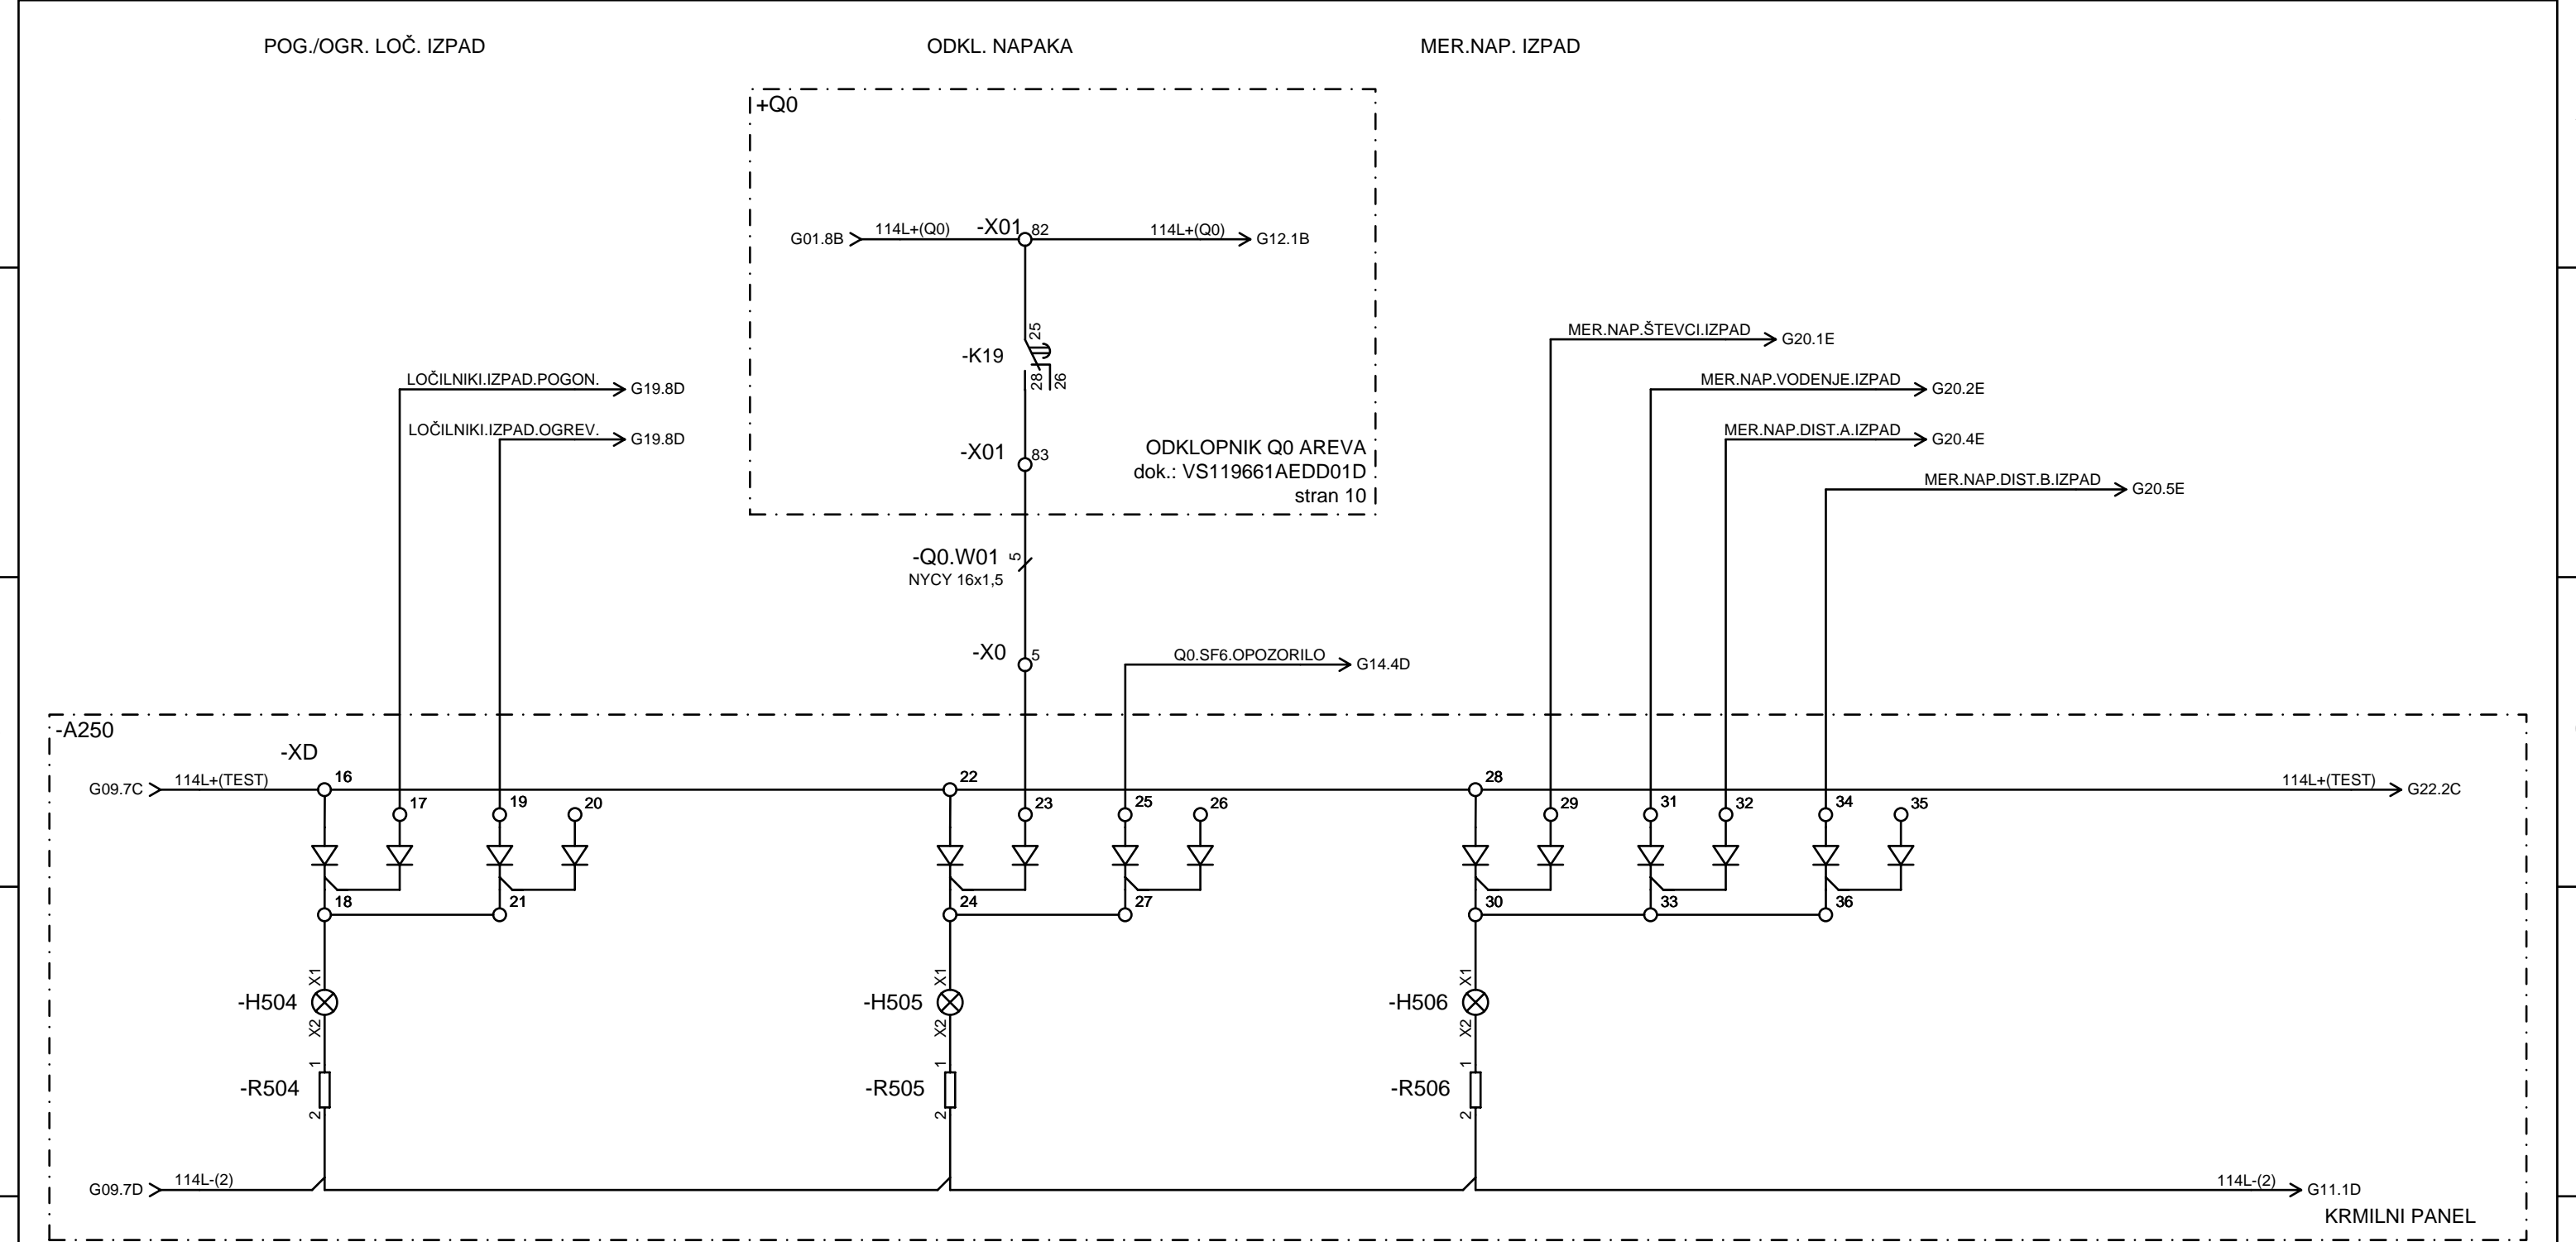 POG./OGR. LOČ. IZPAD
ODKL. NAPAKA
MER.NAP. IZPAD
+Q0
G01.8B
114L+(Q0)
-X01
82
114L+(Q0)
G12.1B
-K19
25
28
26
-X01
83
ODKLOPNIK Q0 AREVA
dok.: VS119661AEDD01D
stran 10
LOČILNIKI.IZPAD.POGON.
G19.8D
LOČILNIKI.IZPAD.OGREV.
G19.8D
MER.NAP.ŠTEVCI.IZPAD
G20.1E
MER.NAP.VODENJE.IZPAD
G20.2E
MER.NAP.DIST.A.IZPAD
G20.4E
MER.NAP.DIST.B.IZPAD
G20.5E
-Q0.W01
5
NYCY 16x1,5
-X0
5
Q0.SF6.OPOZORILO
G14.4D
-A250
-XD
G09.7C
114L+(TEST)
16
22
28
114L+(TEST)
G22.2C
17
19
20
23
25
26
29
31
32
34
35
18
21
24
27
30
33
36
-H504
X1
X2
-H505
X1
X2
-H506
X1
X2
-R504
1
2
-R505
1
2
-R506
1
2
G09.7D
114L-(2)
114L-(2)
G11.1D
KRMILNI PANEL